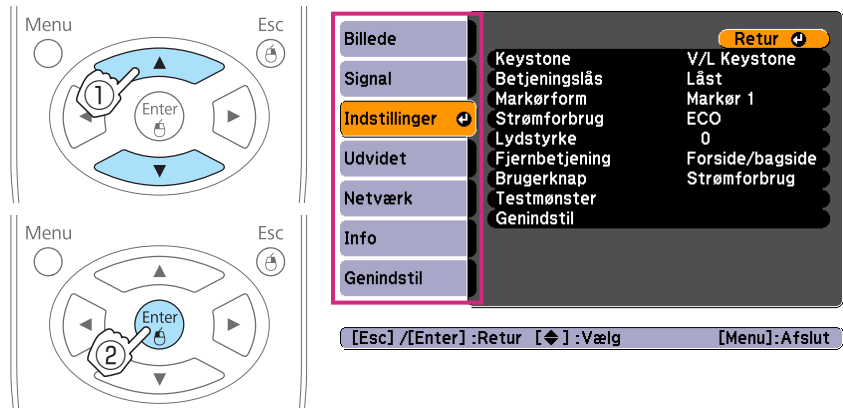 Menu Esc
1
Enter
Menu Esc
Enter
2
Billede
Signal
Indstillinger
Udvidet
Netværk
Info
Genindstil
Retur
Keystone V/L Keystone
Betjeningslås Låst
Markørform Markør 1
Strømforbrug ECO
Lydstyrke 0
Fjernbetjening Forside/bagside
Brugerknap Strømforbrug
Testmønster
Genindstil
[Esc] /[Enter] :Retur [◆] :Vælg [Menu]:Afslut